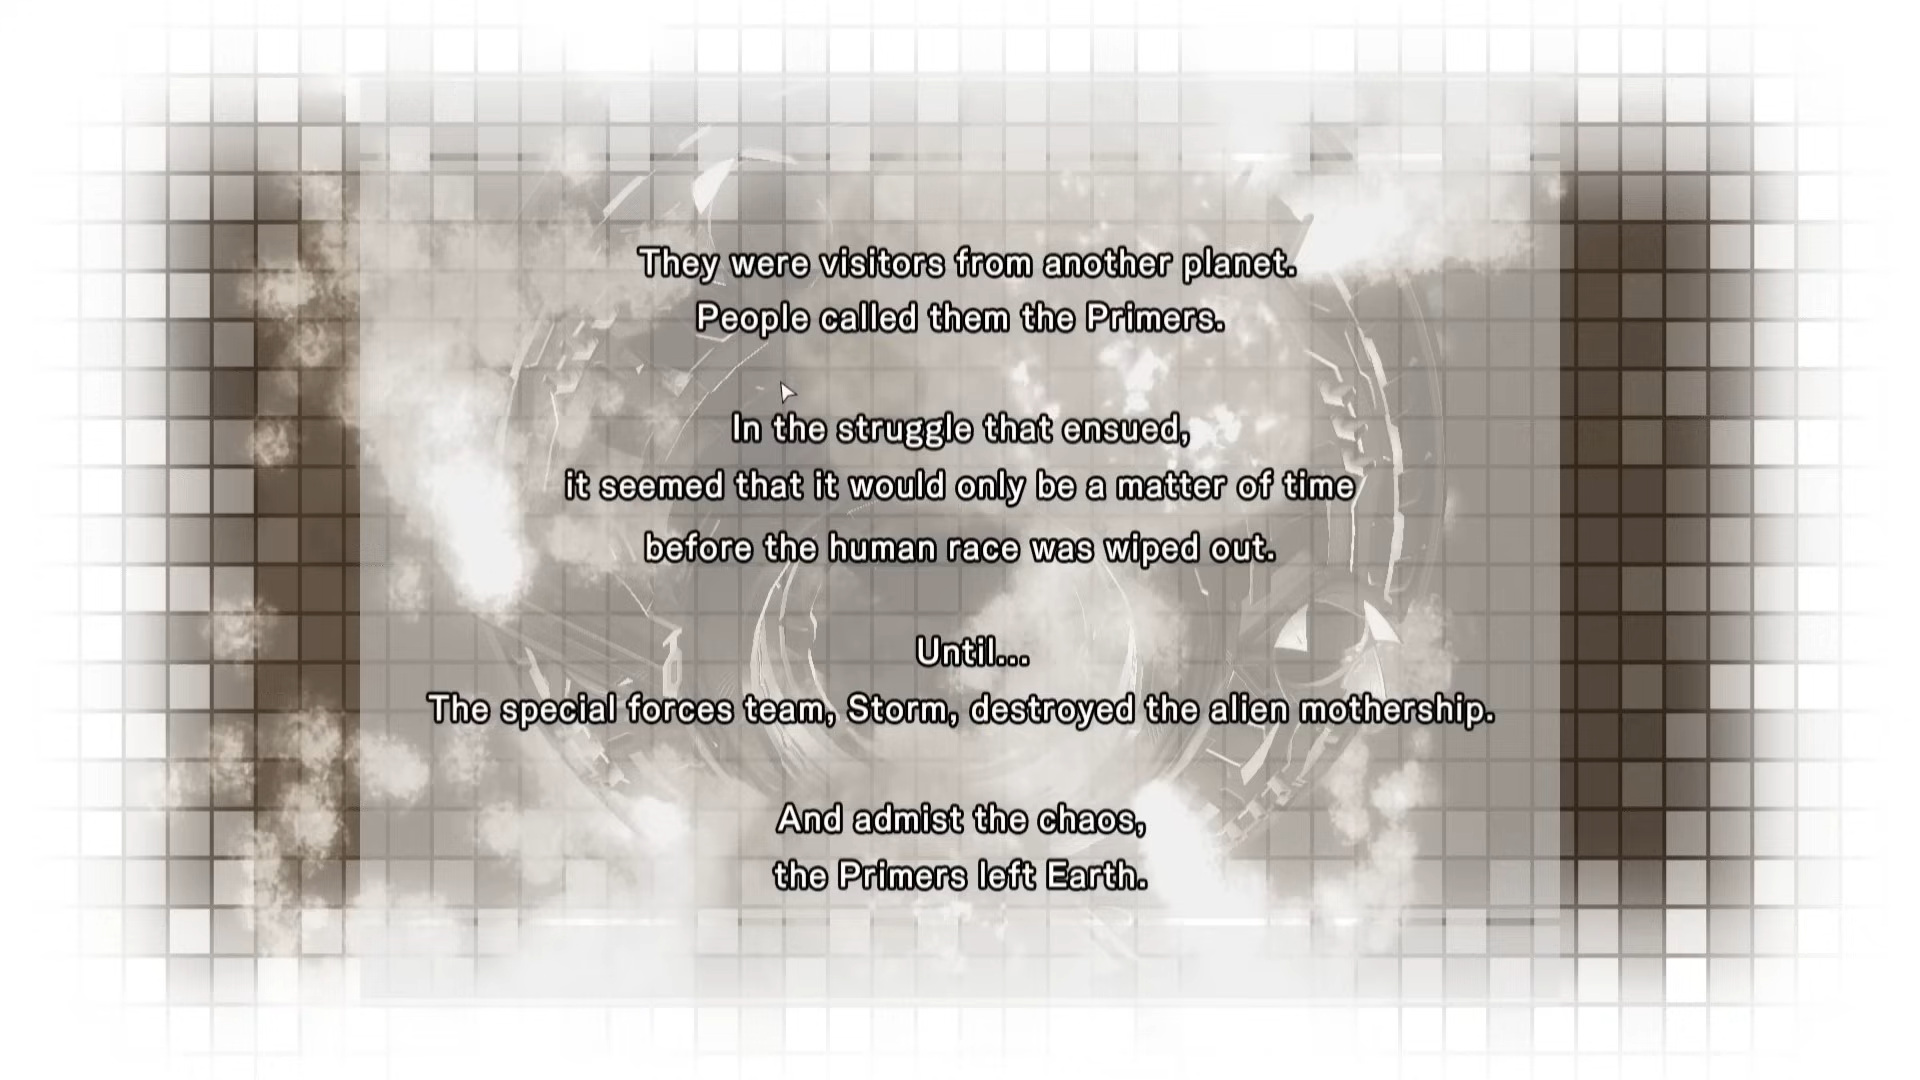 They were visitors from another planet.
People called them the Primers.
In the struggle that ensued,
it seemed that it would only be a matter of time
before the human race was wiped out.
Until...
The special forces team, Storm, destroyed the alien mothership.
And admist the chaos,
the Primers left Earth.